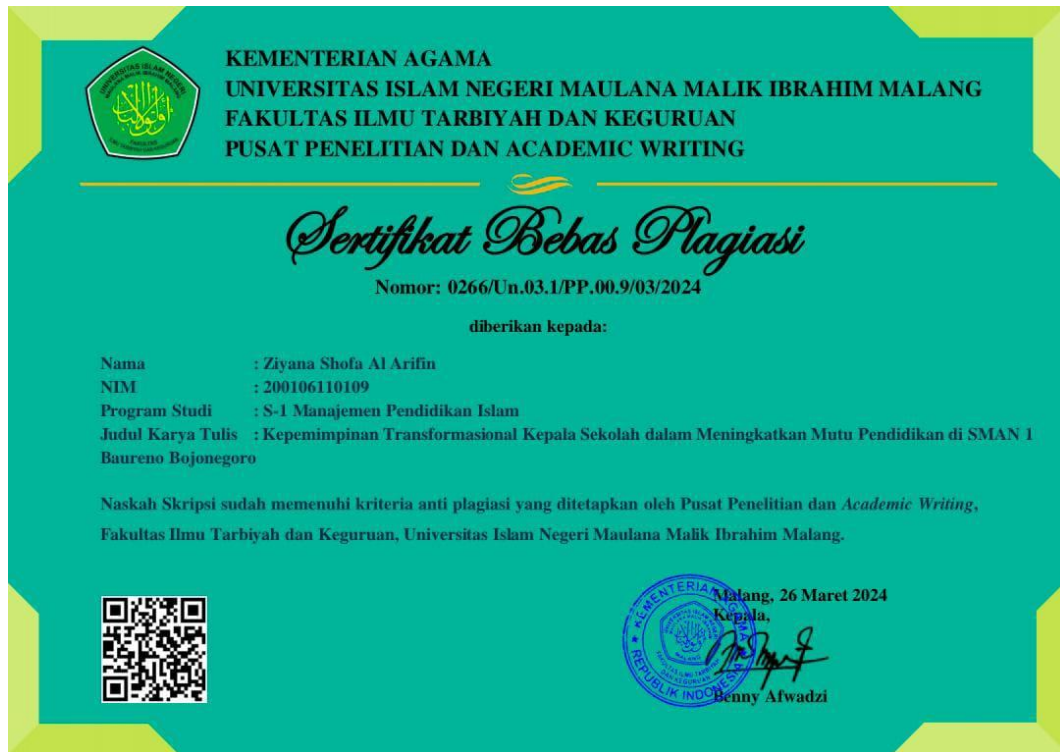 KEMENTERIAN AGAMA
UNIVERSITAS ISLAM NEGERI MAULANA MALIK IBRAHIM MALANG
FAKULTAS ILMU TARBIYAH DAN KEGURUAN
PUSAT PENELITIAN DAN ACADEMIC WRITING
Sertifikat Bebas Plagiasi
Nomor: 0266/Un.03.1/PP.00.9/03/2024
diberikan kepada:
Nama : Ziyana Shofa Al Arifin
NIM : 200106110109
Program Studi : S-1 Manajemen Pendidikan Islam
Judul Karya Tulis : Kepemimpinan Transformasional Kepala Sekolah dalam Meningkatkan Mutu Pendidikan di SMAN 1
Baureno Bojonegoro
Naskah Skripsi sudah memenuhi kriteria anti plagiasi yang ditetapkan oleh Pusat Penelitian dan Academic Writing,
Fakultas Ilmu Tarbiyah dan Keguruan, Universitas Islam Negeri Maulana Malik Ibrahim Malang.
Malang, 26 Maret 2024
Kepala,
KEMENTERIAN AGAMA
REPUBLIK INDONESIA
Benny Afwadzi